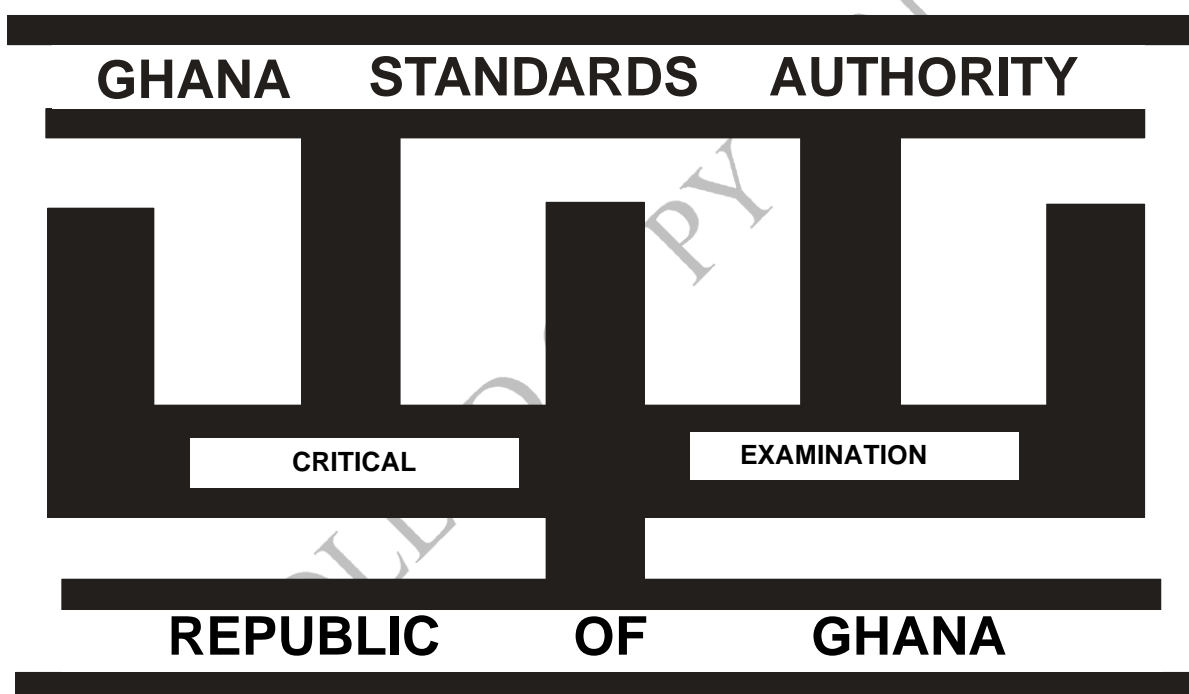 GHANA STANDARDS AUTHORITY
CRITICAL EXAMINATION
REPUBLIC OF GHANA